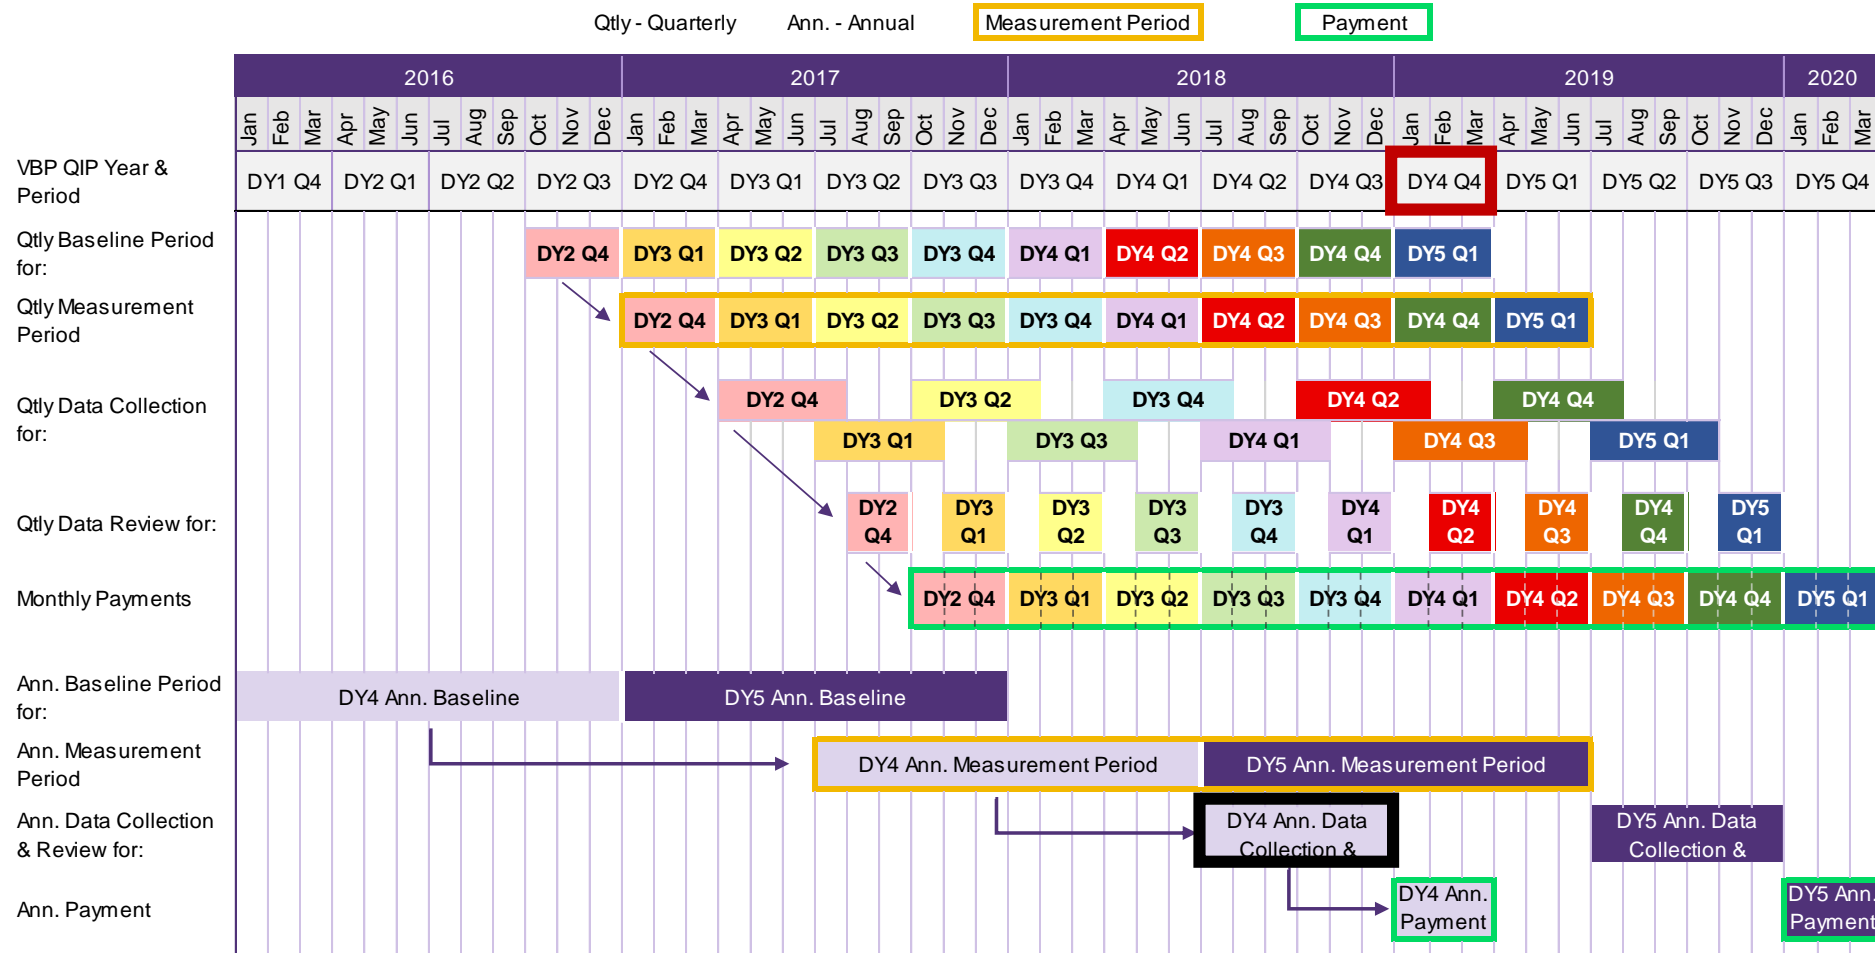 Qtly - Quarterly Ann. - Annual Measurement Period Payment
2016 2017 2018 2019 2020
Jan Feb Mar Apr May Jun Jul Aug Sep Oct Nov Dec Jan Feb Mar Apr May Jun Jul Aug Sep Oct Nov Dec Jan Feb Mar Apr May Jun Jul Aug Sep Oct Nov Dec Jan Feb Mar Apr May Jun Jul Aug Sep Oct Nov Dec Jan Feb Mar
VBP QIP Year &
Period
DY1 Q4 DY2 Q1 DY2 Q2 DY2 Q3 DY2 Q4 DY3 Q1 DY3 Q2 DY3 Q3 DY3 Q4 DY4 Q1 DY4 Q2 DY4 Q3 DY4 Q4 DY5 Q1 DY5 Q2 DY5 Q3 DY5 Q4
Qtly Baseline Period
for:
DY2 Q4 DY3 Q1 DY3 Q2 DY3 Q3 DY3 Q4 DY4 Q1 DY4 Q2 DY4 Q3 DY4 Q4 DY5 Q1
Qtly Measurement
Period
DY2 Q4 DY3 Q1 DY3 Q2 DY3 Q3 DY3 Q4 DY4 Q1 DY4 Q2 DY4 Q3 DY4 Q4 DY5 Q1
Qtly Data Collection
for:
DY2 Q4 DY3 Q2 DY3 Q4 DY4 Q2 DY4 Q4
DY3 Q1 DY3 Q3 DY4 Q1 DY4 Q3 DY5 Q1
Qtly Data Review for:
DY2 DY3 DY3 DY3 DY3 DY4 DY4 DY4 DY4 DY5
Q4 Q1 Q2 Q3 Q4 Q1 Q2 Q3 Q4 Q1
Monthly Payments
DY2 Q4 DY3 Q1 DY3 Q2 DY3 Q3 DY3 Q4 DY4 Q1 DY4 Q2 DY4 Q3 DY4 Q4 DY5 Q1
Ann. Baseline Period
for:
DY4 Ann. Baseline DY5 Ann. Baseline
Ann. Measurement
Period
DY4 Ann. Measurement Period DY5 Ann. Measurement Period
Ann. Data Collection
& Review for:
DY4 Ann. Data
Collection &
DY5 Ann. Data
Collection &
Ann. Payment
DY4 Ann.
Payment
DY5 Ann.
Payment